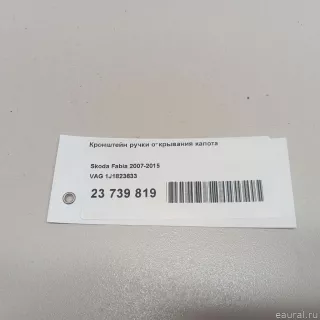 Кронштейн ручки открывания капота
Skoda Fabia 2007-2015
VAG 1J1823633
23 739 819
eaural.ru